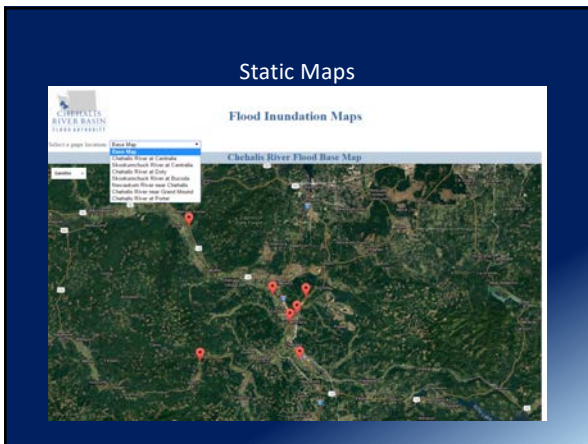 Static Maps
CHEHALIS
RIVER BASIN
FLOOD AUTHORITY
Flood Inundation Maps
Select a gage location: Base Map
Base Map
Chehalis River at Centralia
Skookumchuck River at Centralia
Chehalis River at Doty
Skookumchuck River at Bucoda
Newaukum River near Chehalis
Chehalis River near Grand Mound
Chehalis River at Porter
Chehalis River Flood Base Map
Satellite